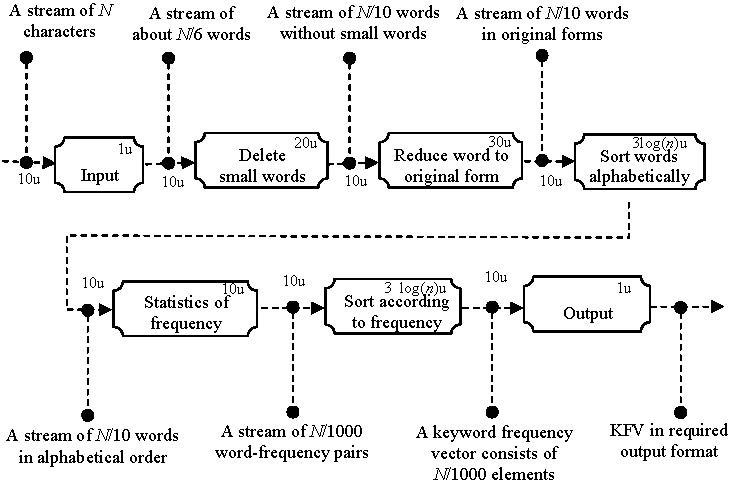 A stream of N
characters
A stream of
about N/6 words
A stream of N/10 words
without small words
A stream of N/10 words
in original forms
1u
Input
20u
Delete
small words
30u
Reduce word to
original form
3log(n)u
Sort words
alphabetically
10u
10u
10u
10u
10u
10u
Statistics of
frequency
10u
3 log(n)u
Sort according
to frequency
10u
1u
Output
A stream of N/10 words
in alphabetical order
A stream of N/1000
word-frequency pairs
A keyword frequency
vector consists of
N/1000 elements
KFV in required
output format